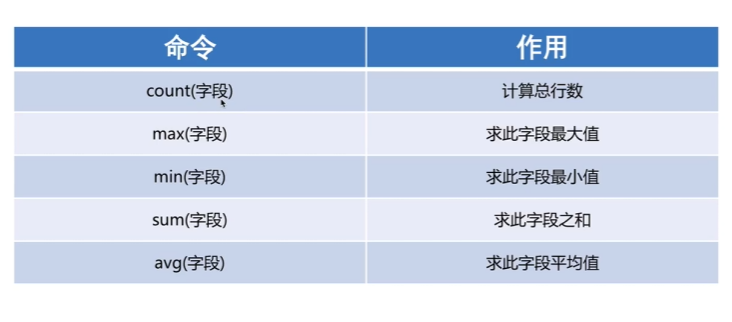 命令 作用
count(字段) 计算总行数
max(字段) 求此字段最大值
min(字段) 求此字段最小值
sum(字段) 求此字段之和
avg(字段) 求此字段平均值